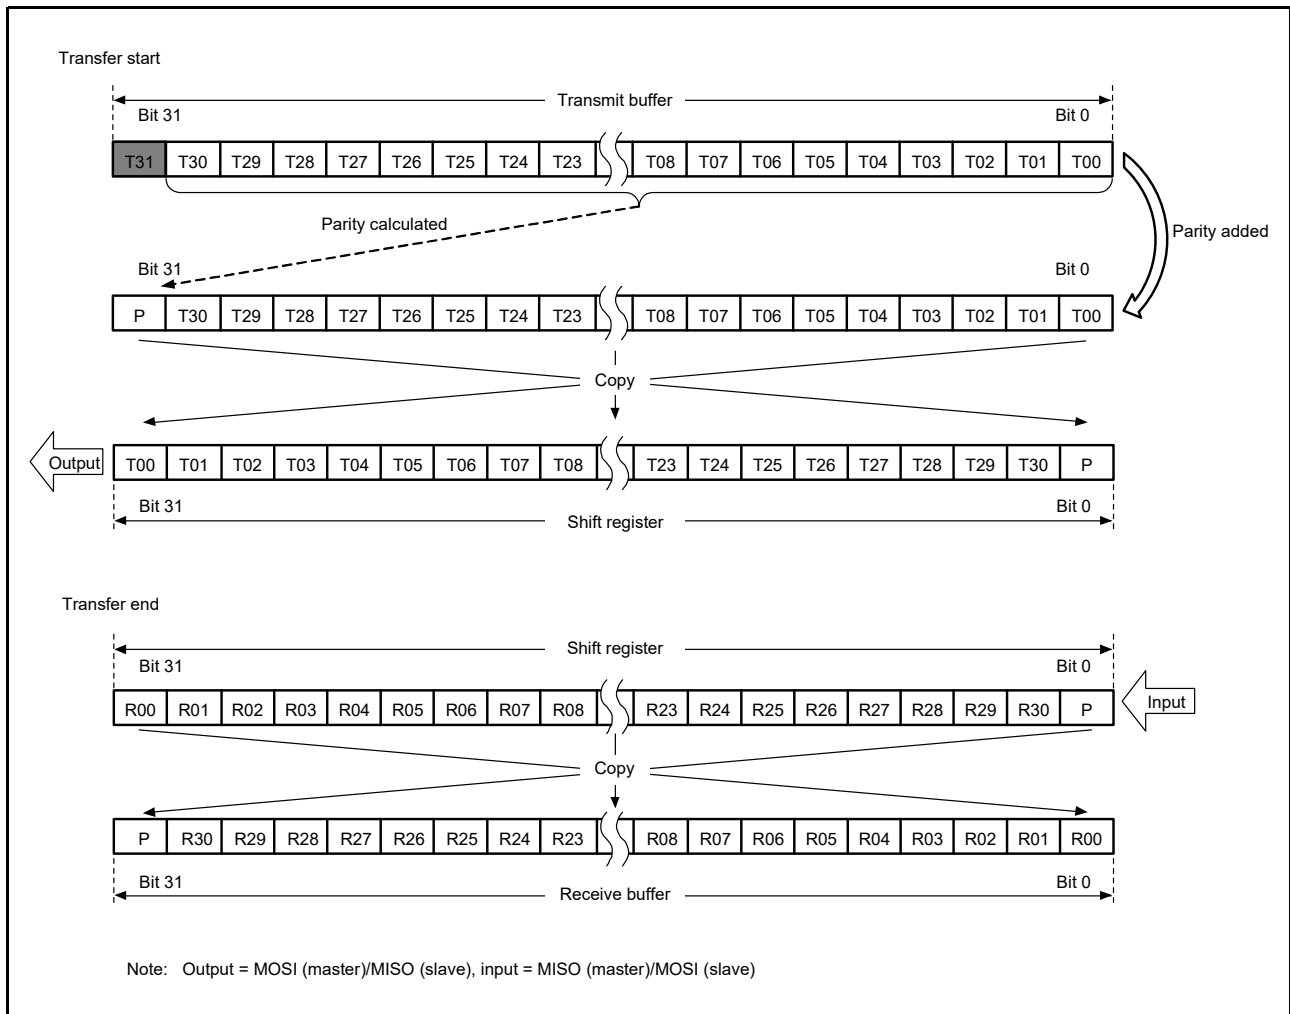 Transfer start
Transmit buffer
Bit 31 Bit 0
T31 T30 T29 T28 T27 T26 T25 T24 T23 T08 T07 T06 T05 T04 T03 T02 T01 T00
Parity calculated
Parity added
Bit 31 Bit 0
P T30 T29 T28 T27 T26 T25 T24 T23 T08 T07 T06 T05 T04 T03 T02 T01 T00
Copy
Output T00 T01 T02 T03 T04 T05 T06 T07 T08 T23 T24 T25 T26 T27 T28 T29 T30 P
Bit 31 Bit 0
Shift register
Transfer end
Shift register
Bit 31 Bit 0
R00 R01 R02 R03 R04 R05 R06 R07 R08 R23 R24 R25 R26 R27 R28 R29 R30 P Input
Copy
P R30 R29 R28 R27 R26 R25 R24 R23 R08 R07 R06 R05 R04 R03 R02 R01 R00
Bit 31 Bit 0
Receive buffer
Note: Output = MOSI (master)/MISO (slave), input = MISO (master)/MOSI (slave)